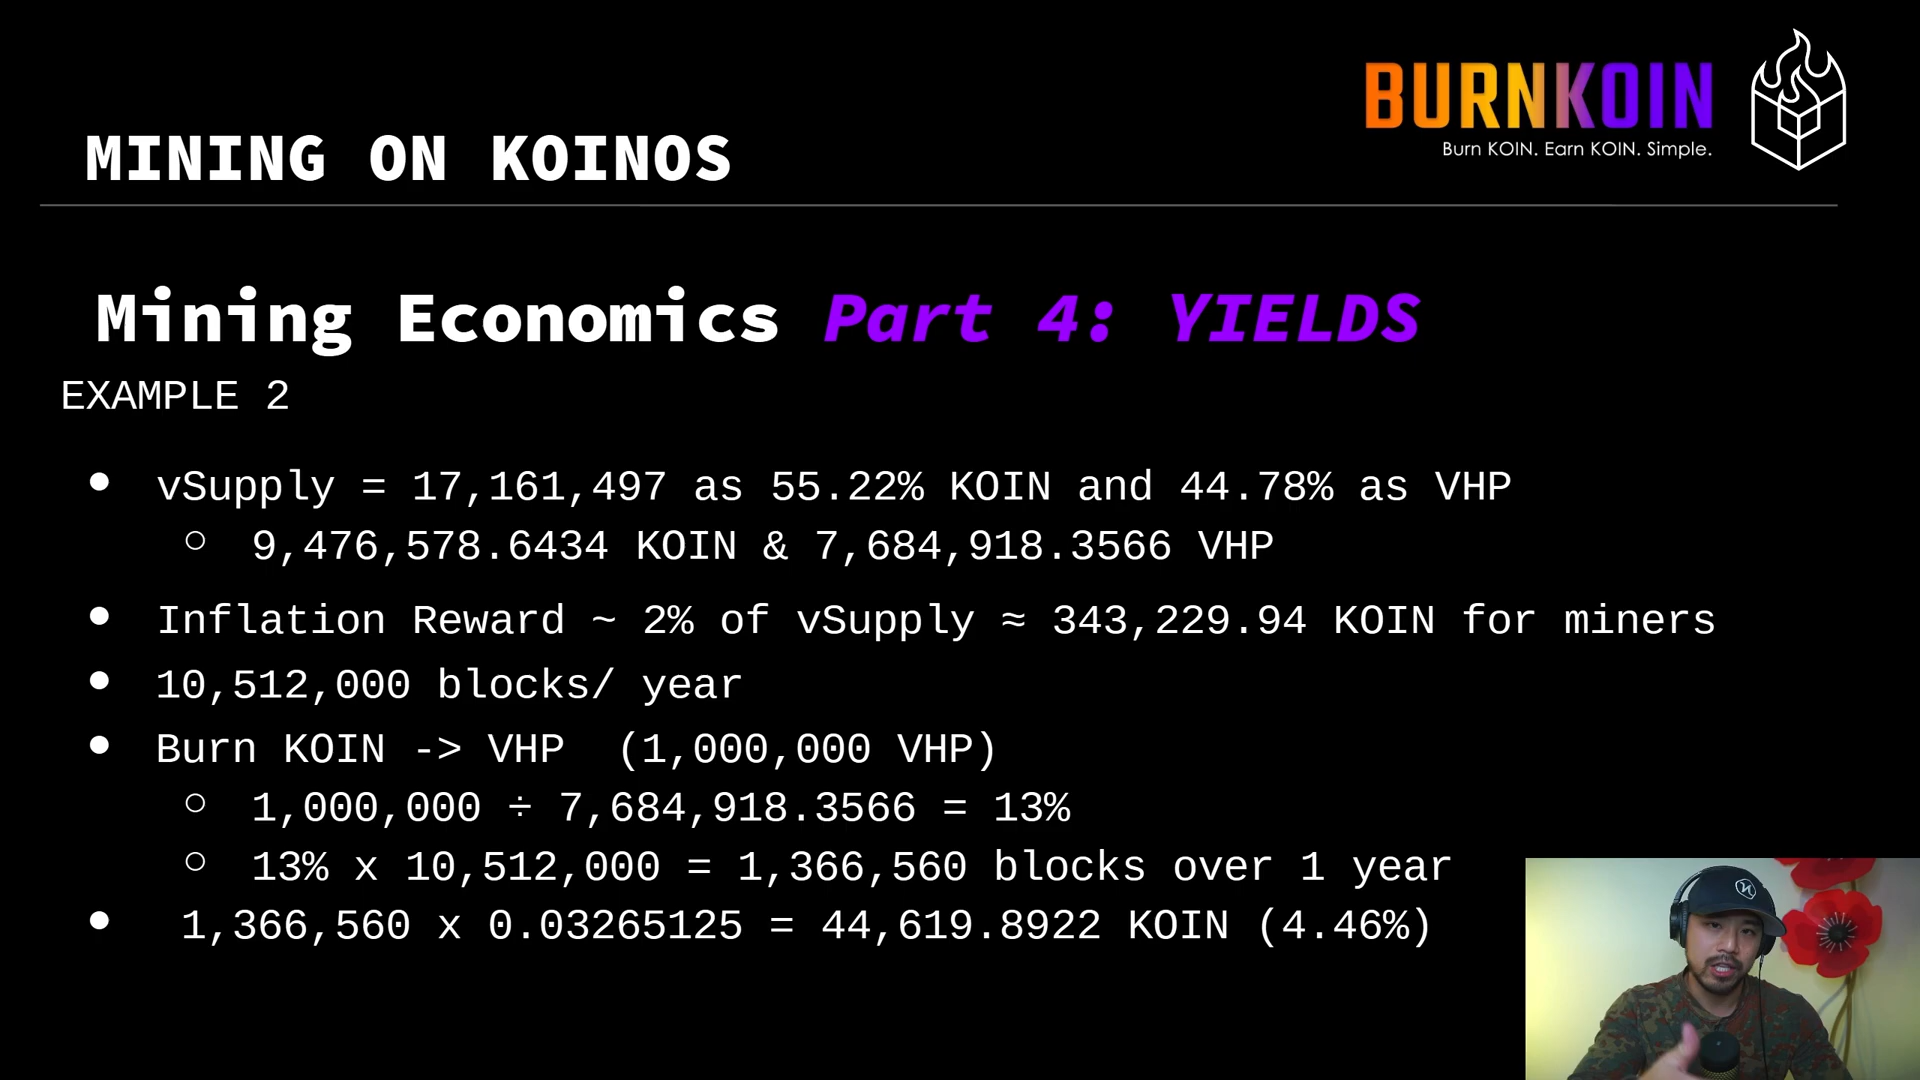 BURNKOIN
Burn KOIN. Earn KOIN. Simple.
MINING ON KOINOS
Mining Economics Part 4: YIELDS
EXAMPLE 2
● vSupply = 17,161,497 as 55.22% KOIN and 44.78% as VHP
○ 9,476,578.6434 KOIN & 7,684,918.3566 VHP
● Inflation Reward ~ 2% of vSupply ≈ 343,229.94 KOIN for miners
● 10,512,000 blocks/ year
● Burn KOIN -> VHP (1,000,000 VHP)
○ 1,000,000 ÷ 7,684,918.3566 = 13%
○ 13% x 10,512,000 = 1,366,560 blocks over 1 year
● 1,366,560 x 0.03265125 = 44,619.8922 KOIN (4.46%)